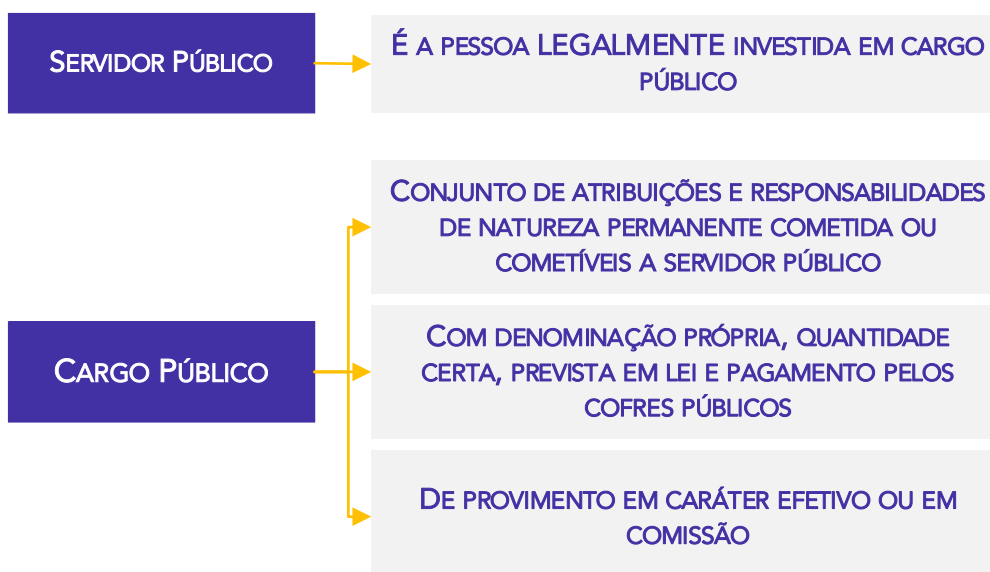 SERVIDOR PÚBLICO
É A PESSOA LEGALMENTE INVESTIDA EM CARGO
PÚBLICO
CARGO PÚBLICO
CONJUNTO DE ATRIBUIÇÕES E RESPONSABILIDADES
DE NATUREZA PERMANENTE COMETIDA OU
COMETÍVEIS A SERVIDOR PÚBLICO
COM DENOMINAÇÃO PRÓPRIA, QUANTIDADE
CERTA, PREVISTA EM LEI E PAGAMENTO PELOS
COFRES PÚBLICOS
DE PROVIMENTO EM CARÁTER EFETIVO OU EM
COMISSÃO